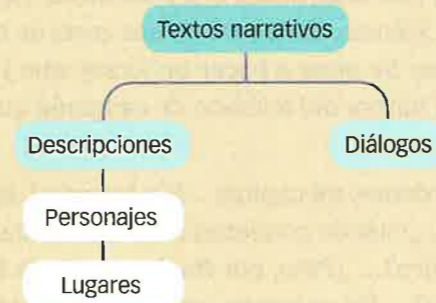 Textos narrativos
Descripciones
Diálogos
Personajes
Lugares